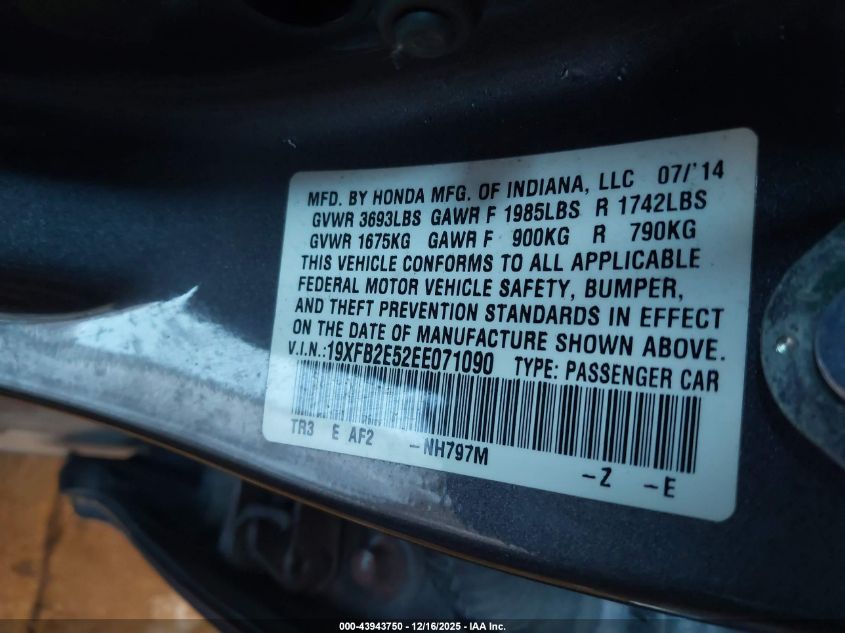 MFD. BY HONDA MFG. OF INDIANA, LLC 07/'14
GVWR 3693LBS GAWR F 1985LBS R 1742LBS
GVWR 1675KG GAWR F 900KG R 790KG
THIS VEHICLE CONFORMS TO ALL APPLICABLE
FEDERAL MOTOR VEHICLE SAFETY, BUMPER,
AND THEFT PREVENTION STANDARDS IN EFFECT
ON THE DATE OF MANUFACTURE SHOWN ABOVE.
V.I.N.:19XFB2E52EE071090 TYPE: PASSENGER CAR
TR3 E AF2 -NH797M -Z -E
000-43943750 - 12/16/2025 - IAA Inc.